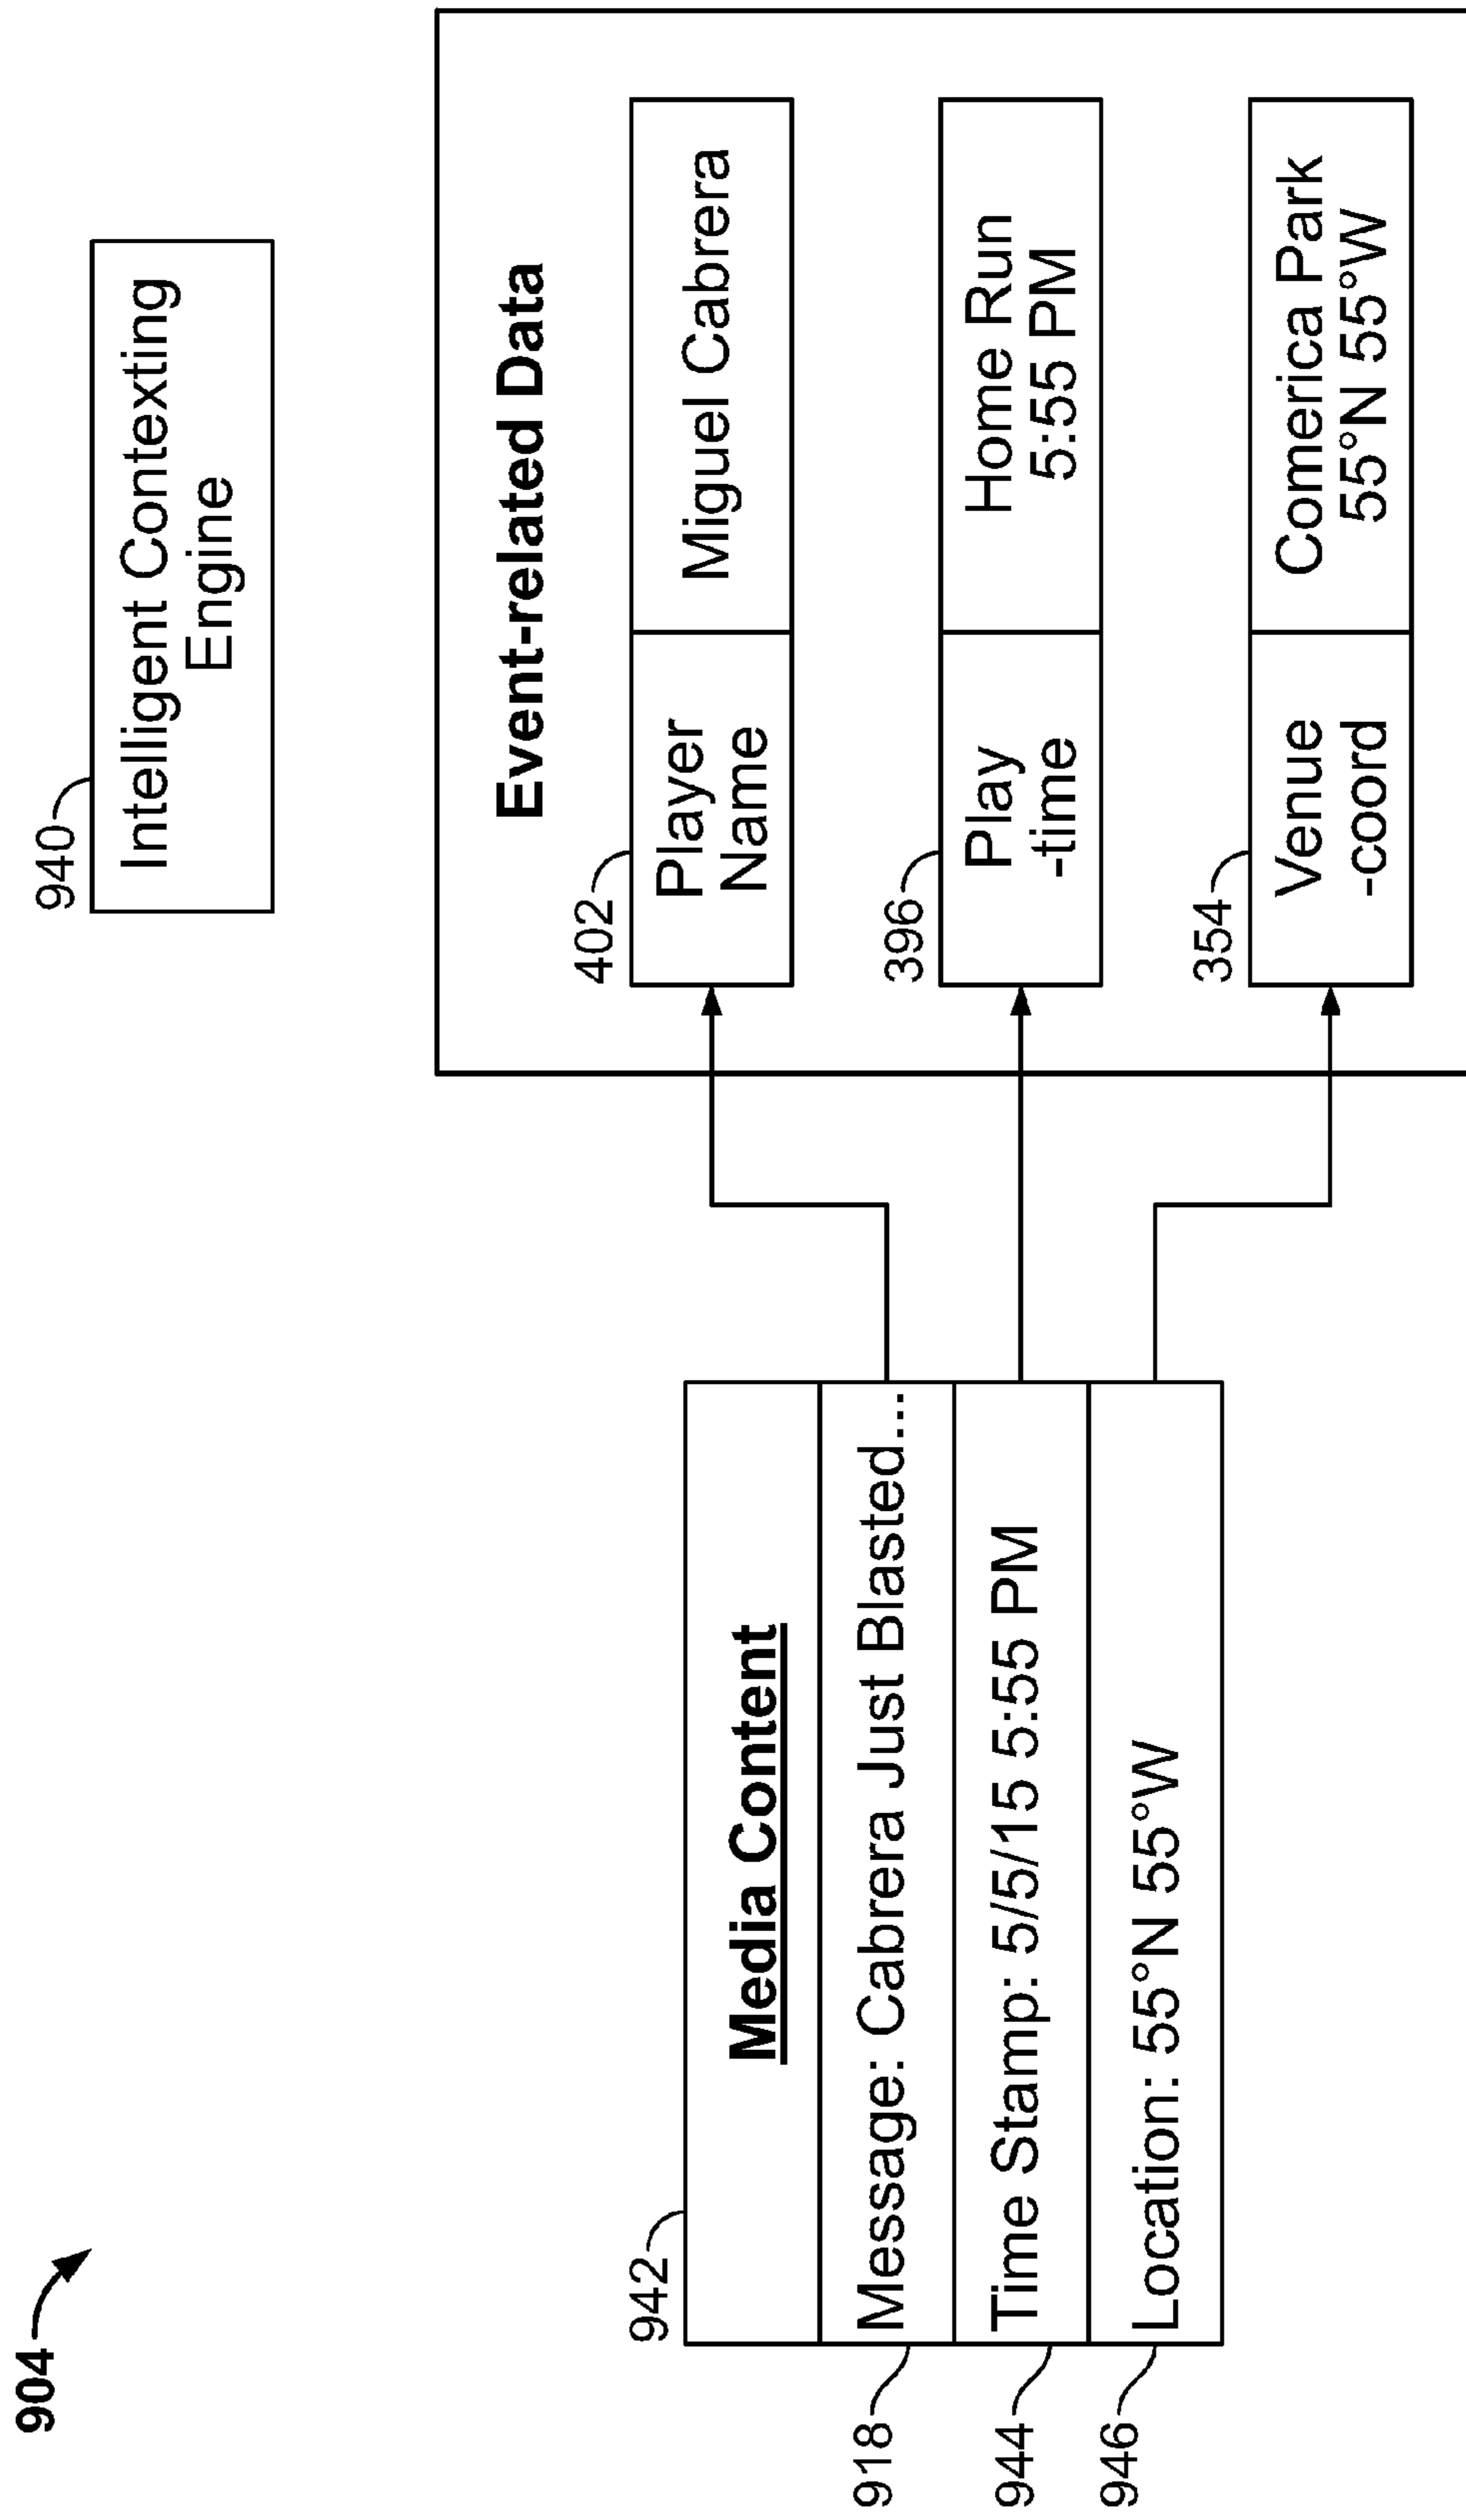 904
940
Intelligent Contexting
Engine
942
Media Content
918
Message: Cabrera Just Blasted...
944
Time Stamp: 5/5/15 5:55 PM
946
Location: 55°N 55°W
Event-related Data
402
Player
Name
Miguel Cabrera
396
Play
-time
Home Run
5:55 PM
354
Venue
-coord
Comerica Park
55°N 55°W